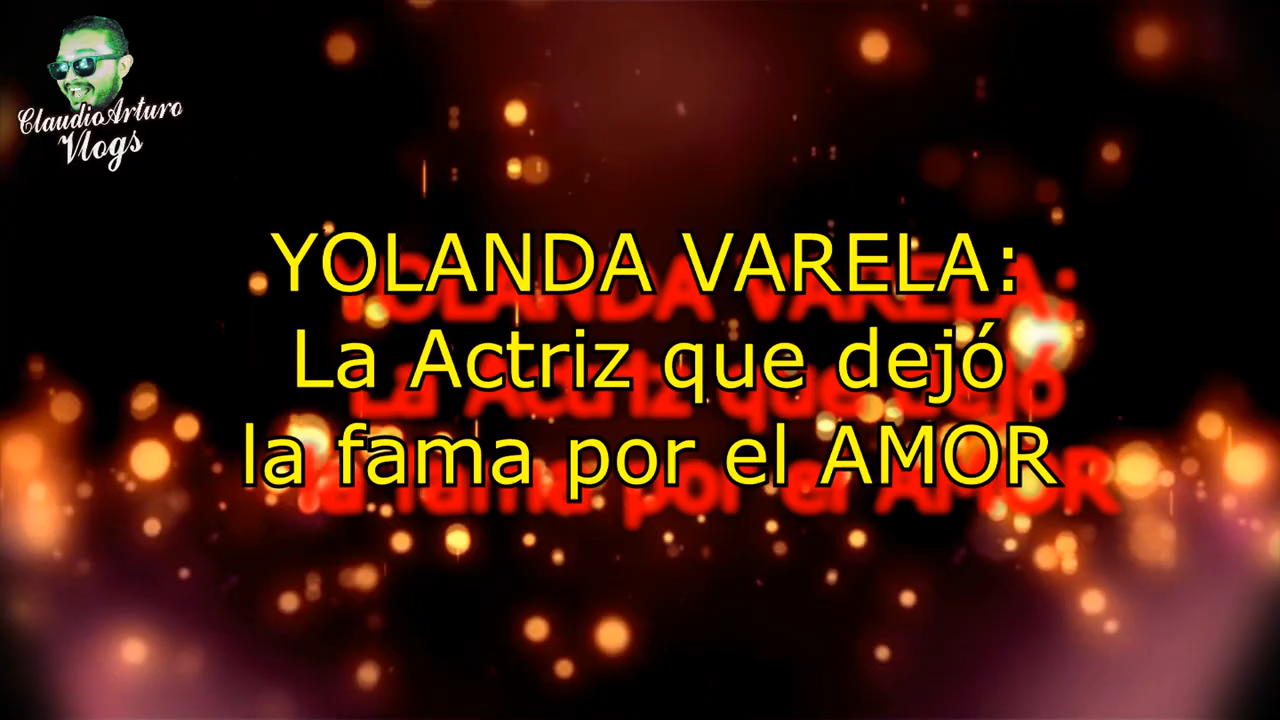 ClaudioArturo
Vlogs
YOLANDA VARELA:
La Actriz que dejó
la fama por el AMOR